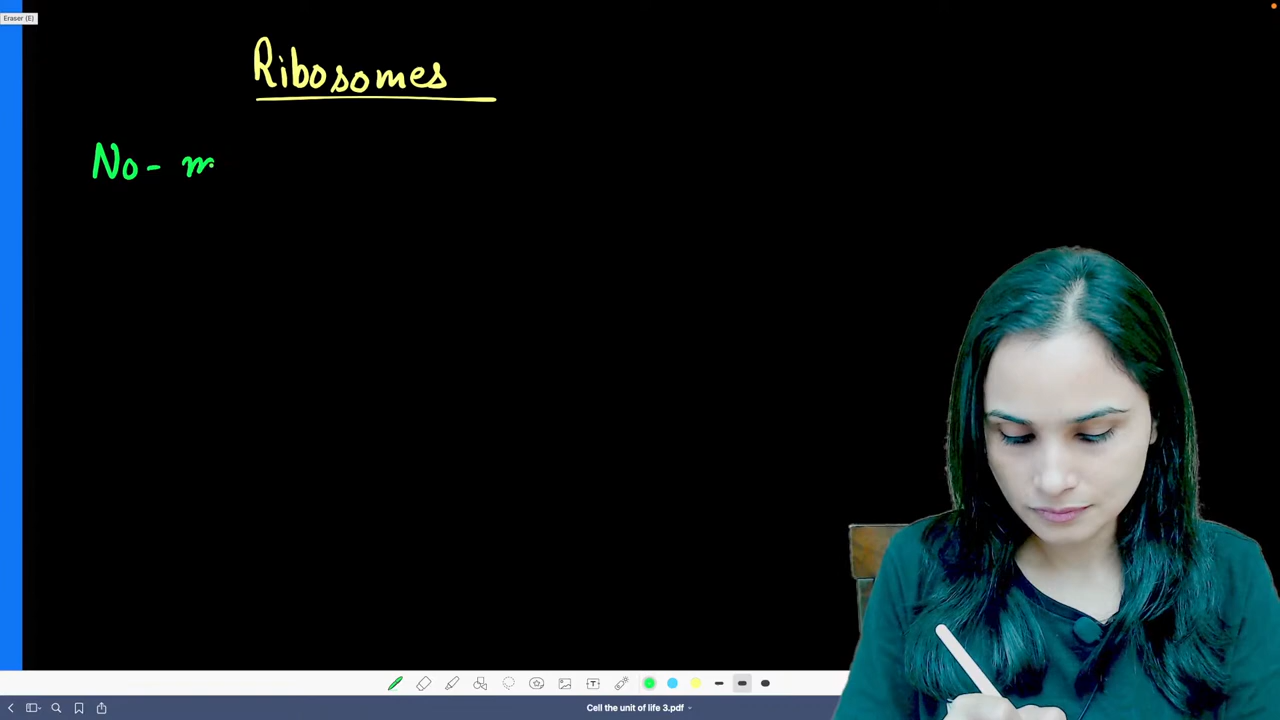 Eraser (E)
Ribosomes
No - m
Cell the unit of life 3.pdf